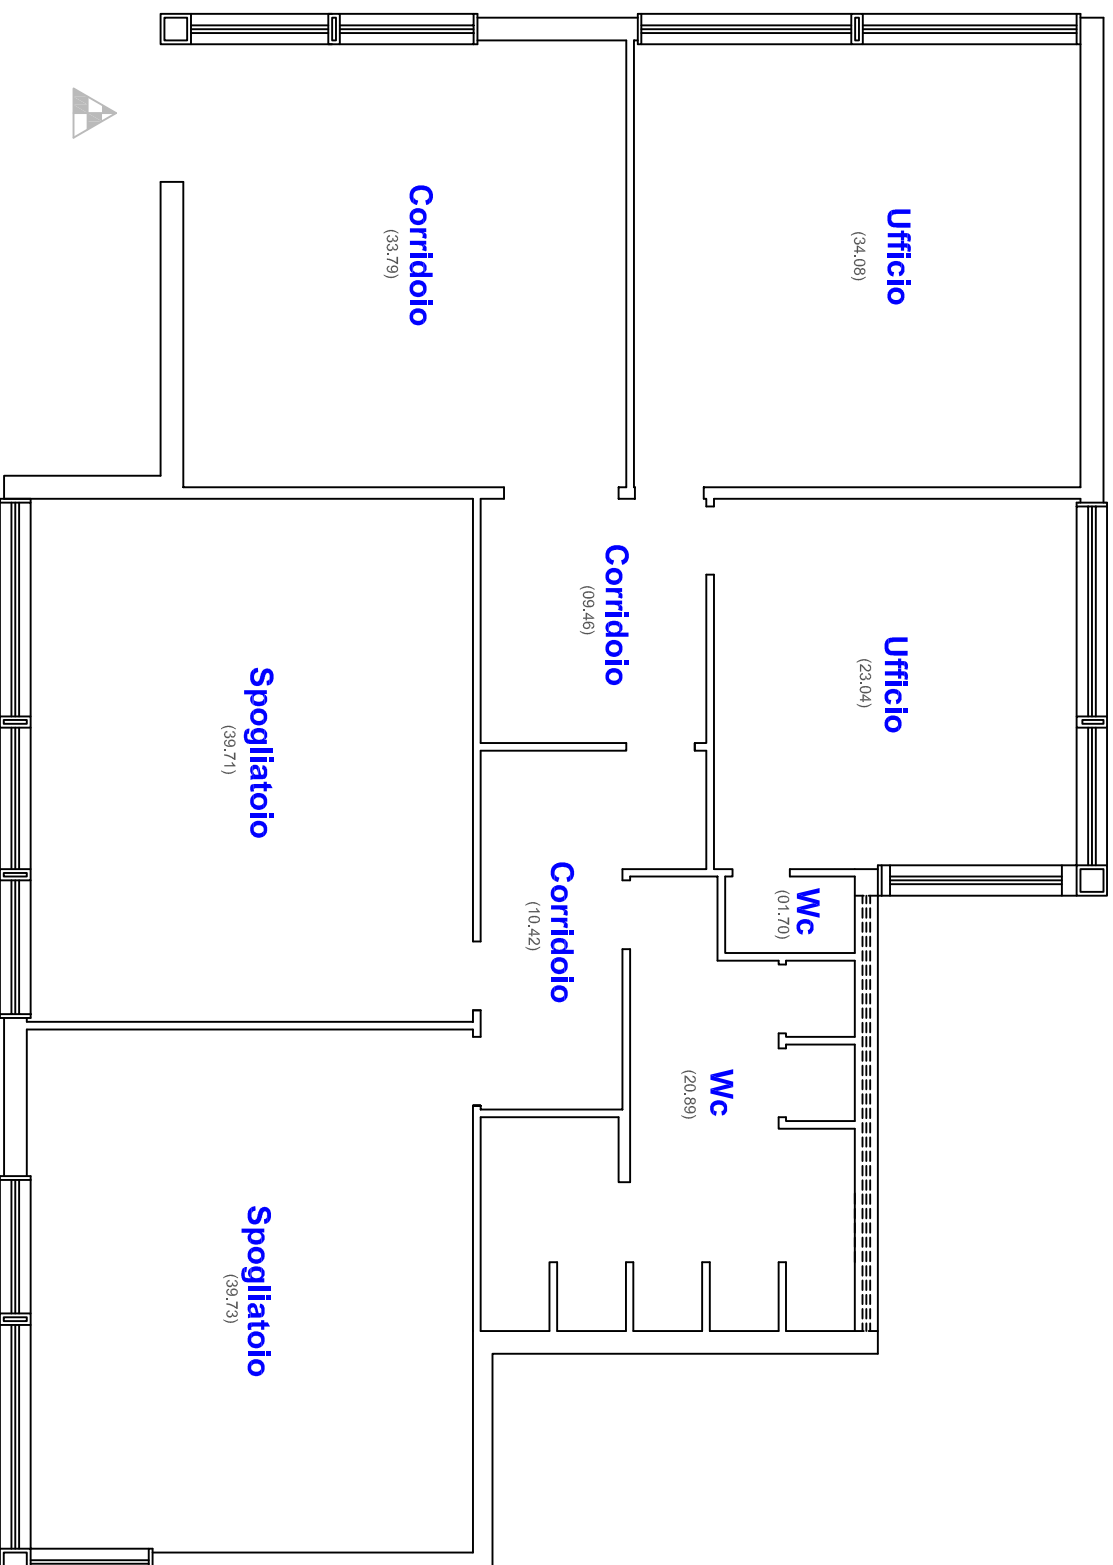 Ufficio
(34.08)
Corridoio
(33.79)
Ufficio
(23.04)
Corridoio
(09.46)
Spogliatoio
(39.71)
Wc
(01.70)
Corridoio
(10.42)
Wc
(20.89)
Spogliatoio
(39.73)